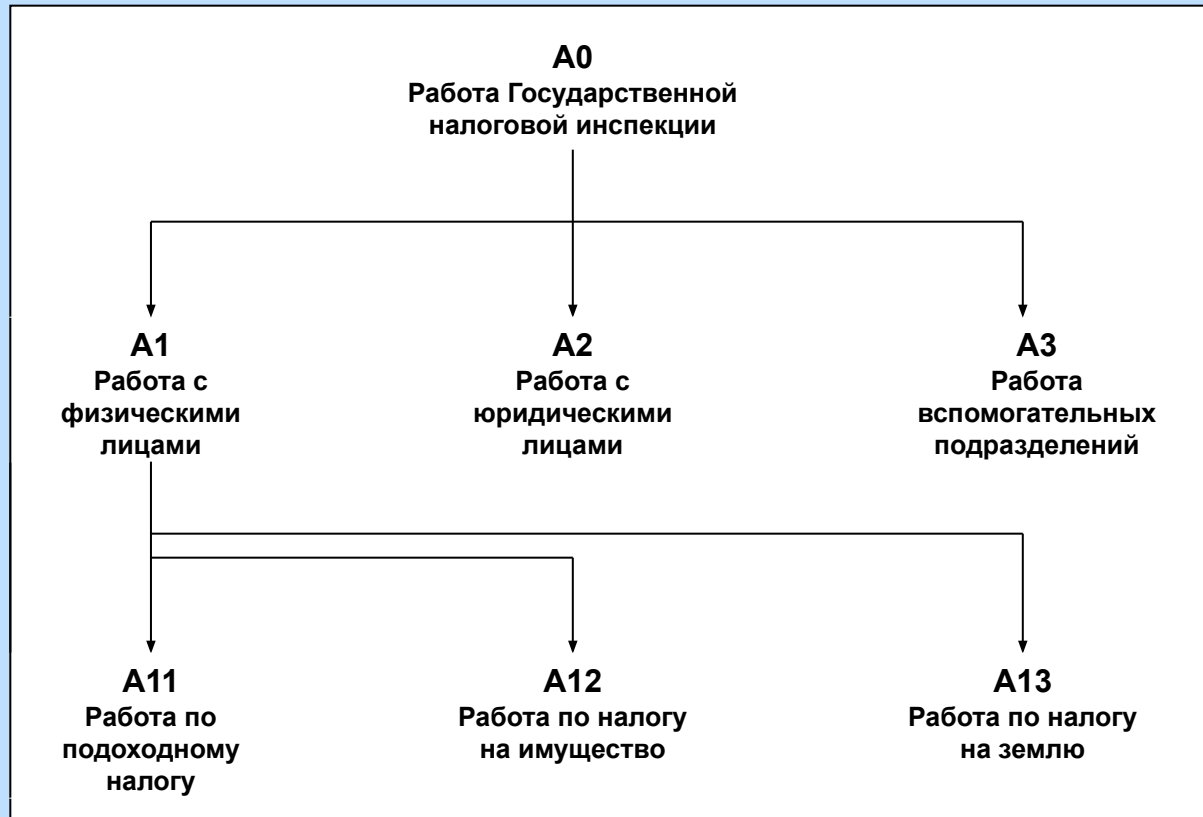 A0
Работа Государственной
налоговой инспекции
A1
Работа с
физическими
лицами
A2
Работа с
юридическими
лицами
A3
Работа
вспомогательных
подразделений
A11
Работа по
подоходному
налогу
A12
Работа по налогу
на имущество
A13
Работа по налогу
на землю